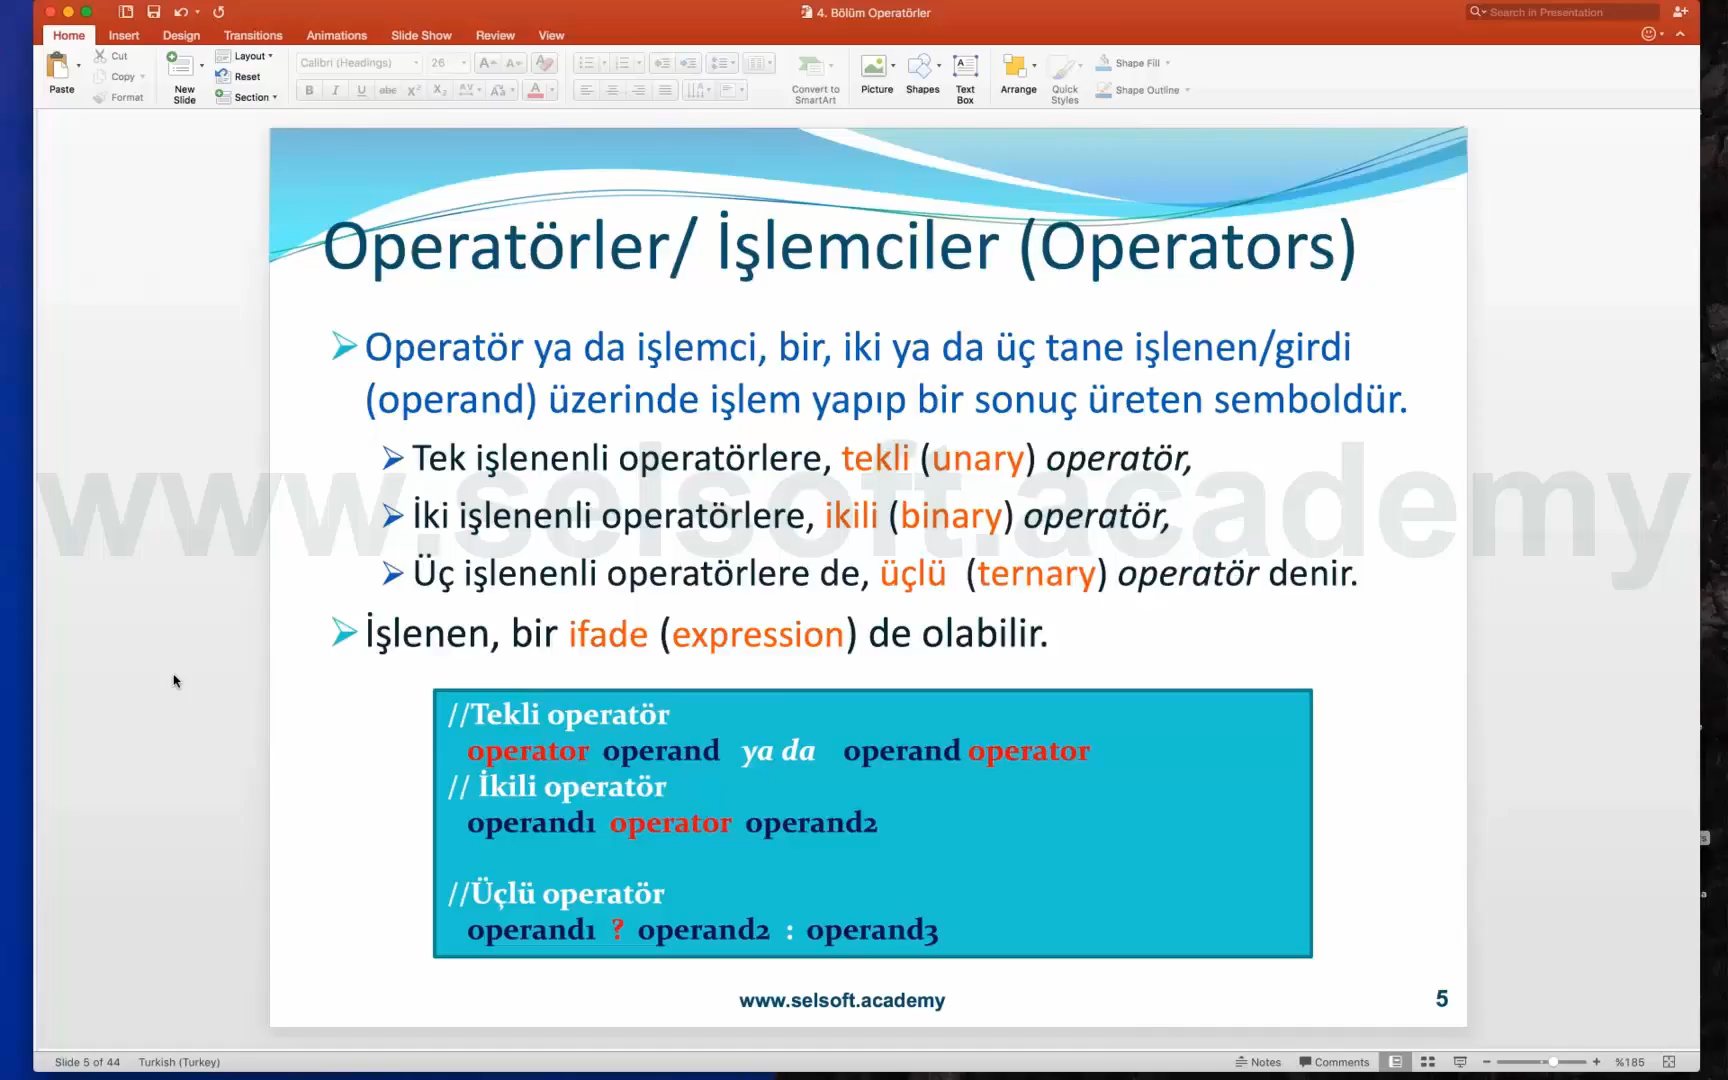 4. Bölüm Operatörler
Search in Presentation
Home Insert Design Transitions Animations Slide Show Review View
Paste
Cut
Copy
Format
New Slide
Layout
Reset
Section
Calibri (Headings) 26
Convert to SmartArt
Picture
Shapes
Text Box
Arrange
Quick Styles
Shape Fill
Shape Outline
Operatörler/ İşlemciler (Operators)
Operatör ya da işlemci, bir, iki ya da üç tane işlenen/girdi
(operand) üzerinde işlem yapıp bir sonuç üreten semboldür.
Tek işlenenli operatörlere, tekli (unary) operatör,
İki işlenenli operatörlere, ikili (binary) operatör,
Üç işlenenli operatörlere de, üçlü (ternary) operatör denir.
www.selsoft.academy
İşlenen, bir ifade (expression) de olabilir.
//Tekli operatör
operator operand ya da operand operator
// İkili operatör
operand1 operator operand2
//Üçlü operatör
operand1 ? operand2 : operand3
www.selsoft.academy
5
Slide 5 of 44 Turkish (Turkey) Notes Comments %185